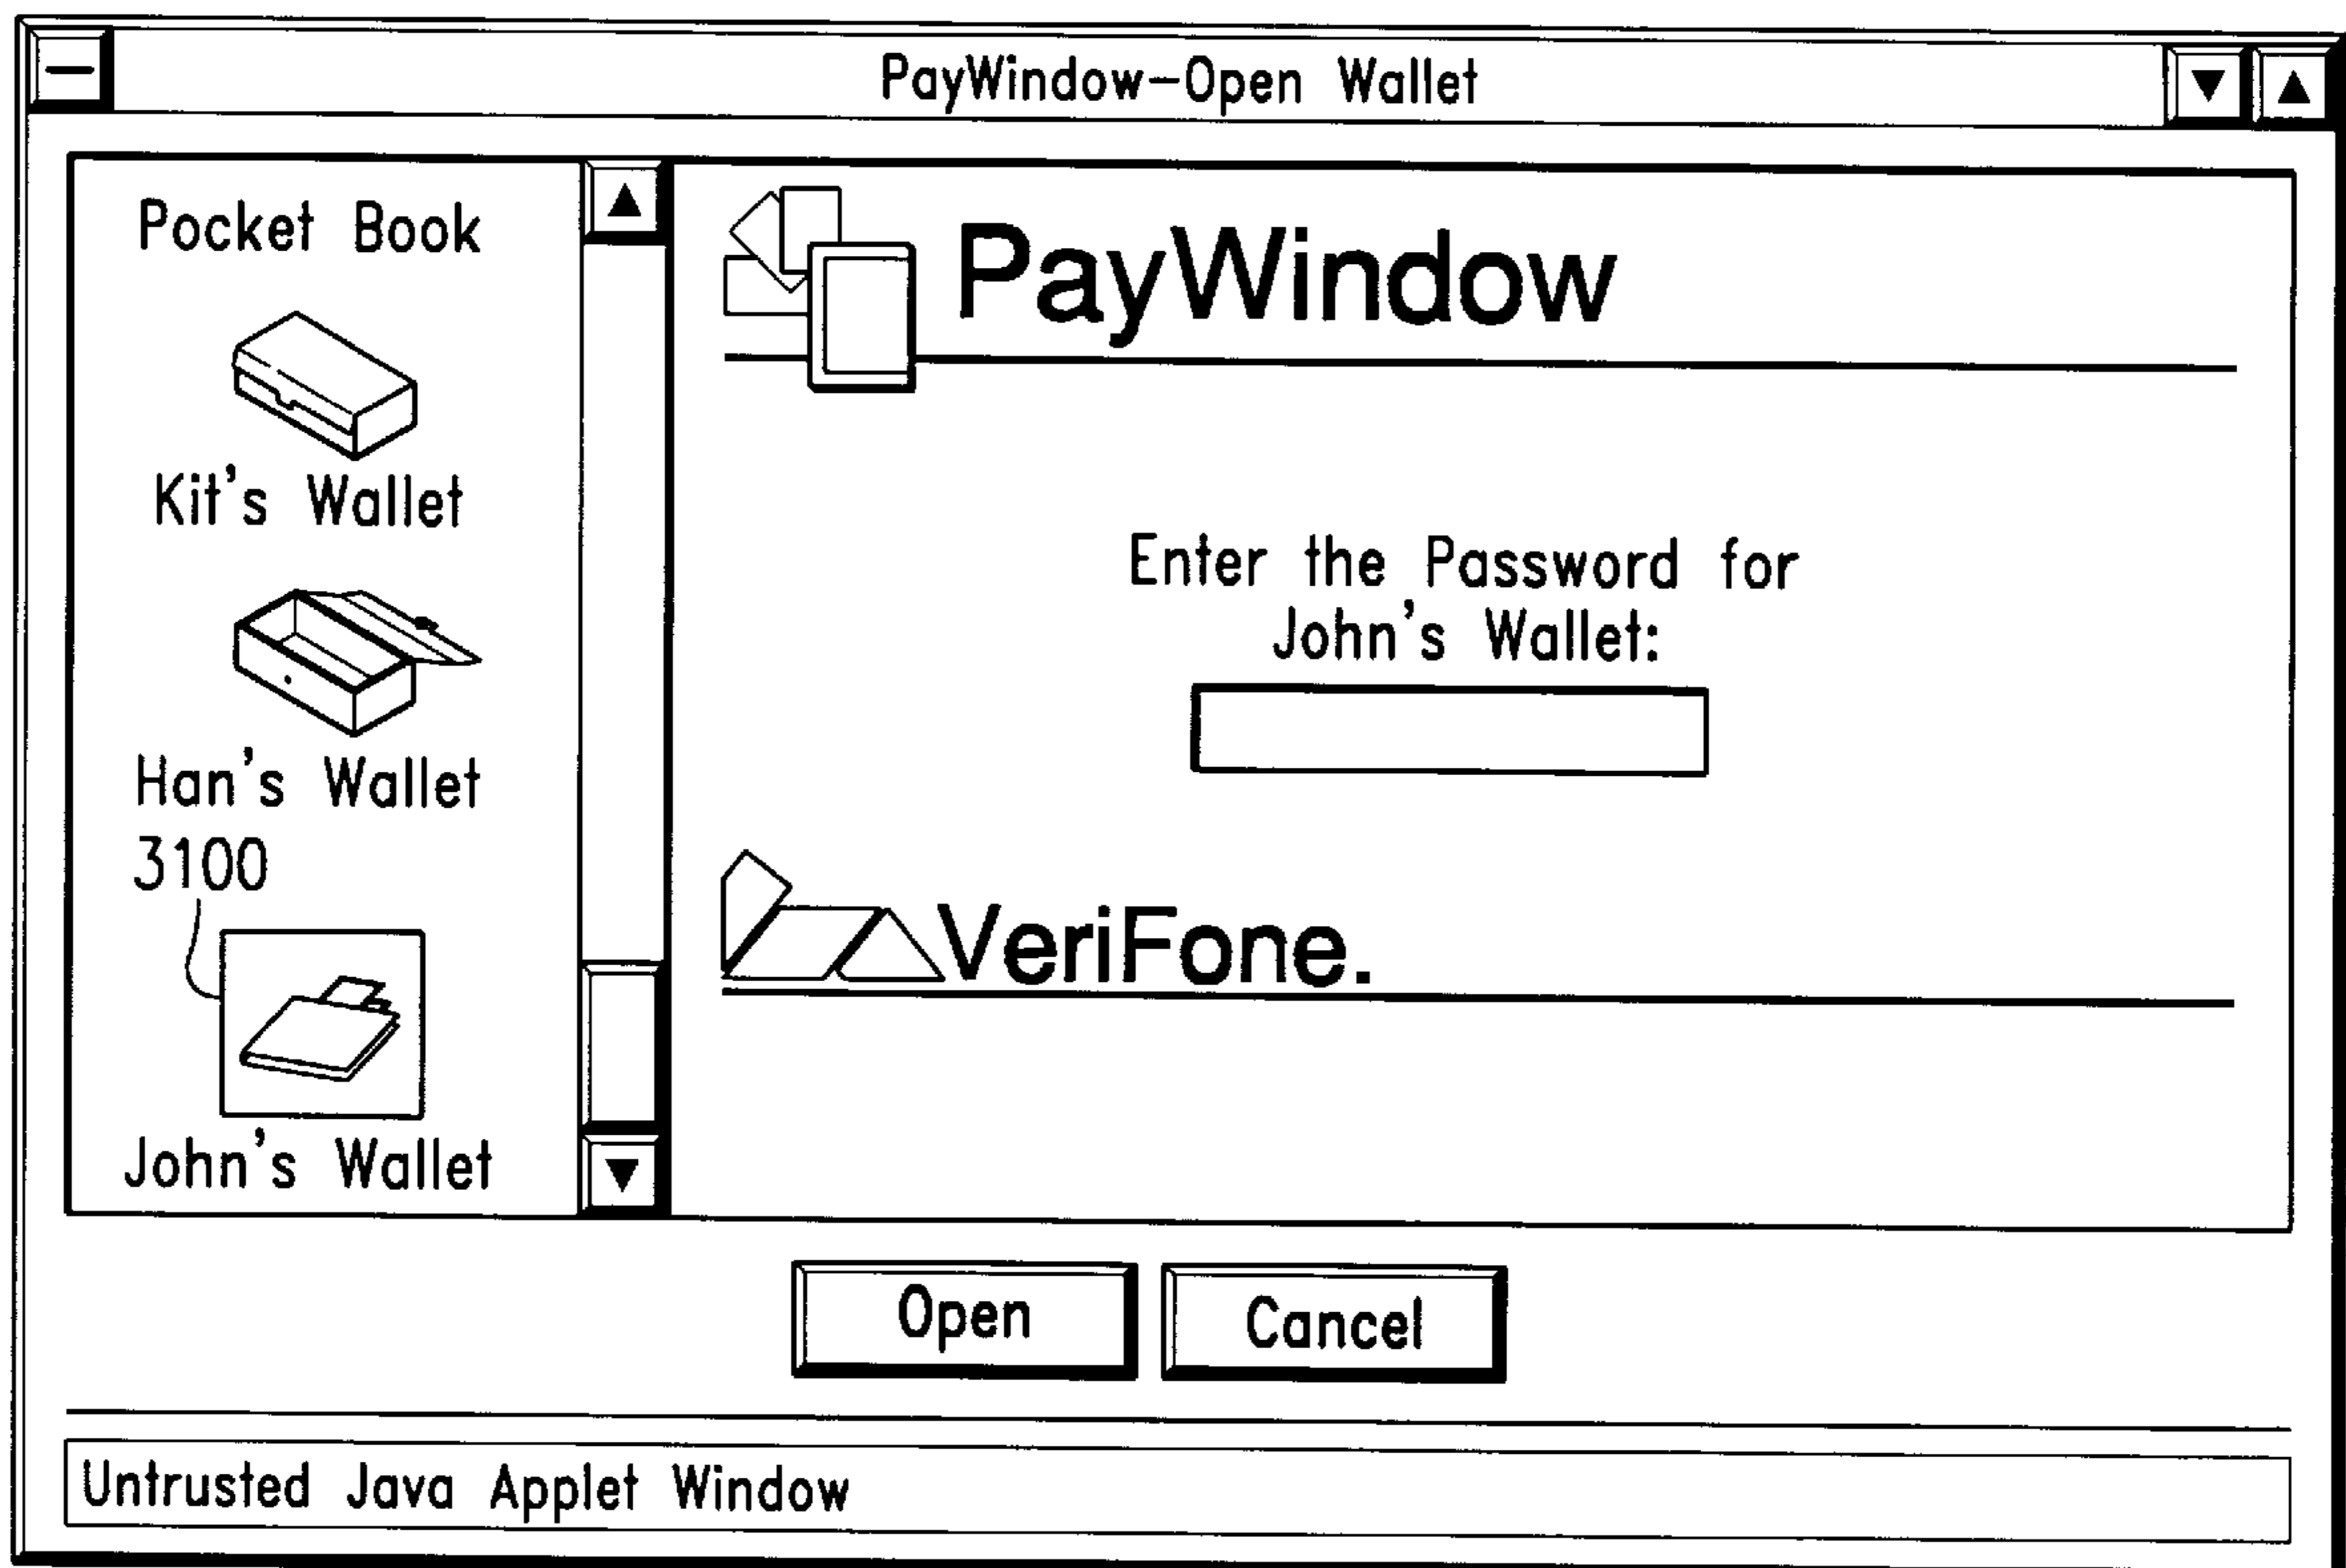 PayWindow-Open Wallet
Pocket Book
Kit's Wallet
Han's Wallet
3100
John's Wallet
PayWindow
Enter the Password for
John's Wallet:
VeriFone.
Open
Cancel
Untrusted Java Applet Window